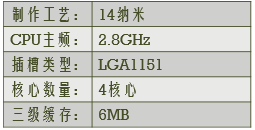 制作工艺： 14纳米
CPU主频： 2.8GHz
插槽类型： LGA1151
核心数量： 4核心
三级缓存： 6MB